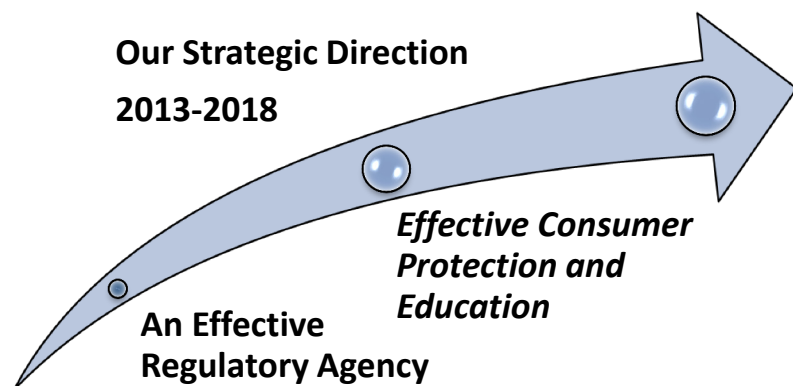 Our Strategic Direction
2013-2018
Effective Consumer
Protection and
Education
An Effective
Regulatory Agency